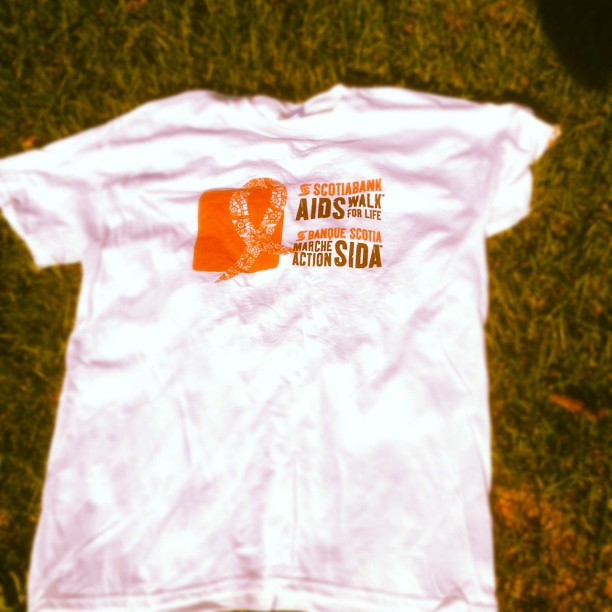 SCOTIABANK
AIDS WALK
FOR LIFE
BANQUE SCOTIA
MARCHE
ACTION SIDA